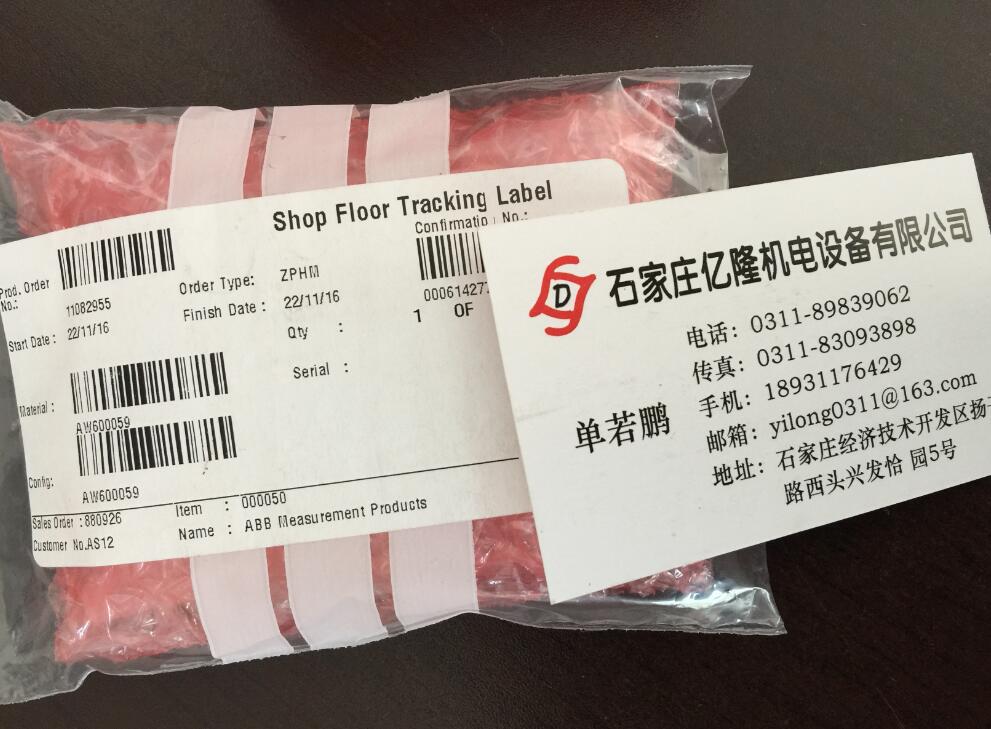 Shop Floor Tracking Label
Prod. Order No.:
11082955
Order Type: ZPHM
Start Date: 22/11/16
Finish Date: 22/11/16
Qty :
1 OF
Serial :
Material:
AW600059
Config:
AW600059
Sales Order :880926
Item : 000050
Customer No.AS12
Name : ABB Measurement Products
D
石家庄亿隆机电设备有限公司
电话：0311-89839062
传真：0311-83093898
单若鹏
手机：18931176429
邮箱：yilong0311@163.com
地址：石家庄经济技术开发区扬
路西头兴发恰 园5号